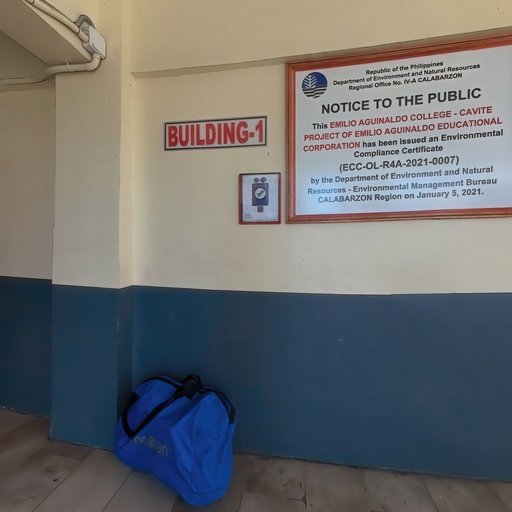 Republic of the Philippines
Department of Environment and Natural Resources
Regional Office No. IV-A CALABARZON
NOTICE TO THE PUBLIC
This EMILIO AGUINALDO COLLEGE - CAVITE
PROJECT OF EMILIO AGUINALDO EDUCATIONAL
CORPORATION has been issued an Environmental
Compliance Certificate
(ECC-OL-R4A-2021-0007)
by the Department of Environment and Natural
Resources - Environmental Management Bureau
CALABARZON Region on January 5, 2021.
BUILDING-1
molten